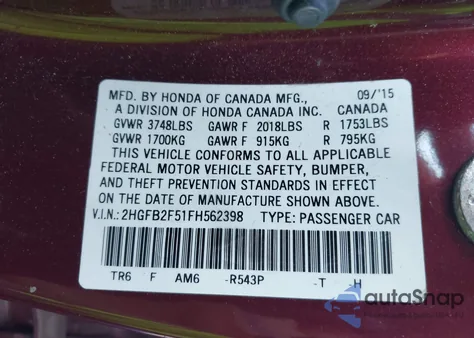 MFD. BY HONDA OF CANADA MFG., 09/'15
A DIVISION OF HONDA CANADA INC. CANADA
GVWR 3748LBS GAWR F 2018LBS R 1753LBS
GVWR 1700KG GAWR F 915KG R 795KG
THIS VEHICLE CONFORMS TO ALL APPLICABLE
FEDERAL MOTOR VEHICLE SAFETY, BUMPER,
AND THEFT PREVENTION STANDARDS IN EFFECT
ON THE DATE OF MANUFACTURE SHOWN ABOVE.
V.I.N.: 2HGFB2F51FH562398 TYPE: PASSENGER CAR
TR6 F AM6 -R543P -T H
autoSnap